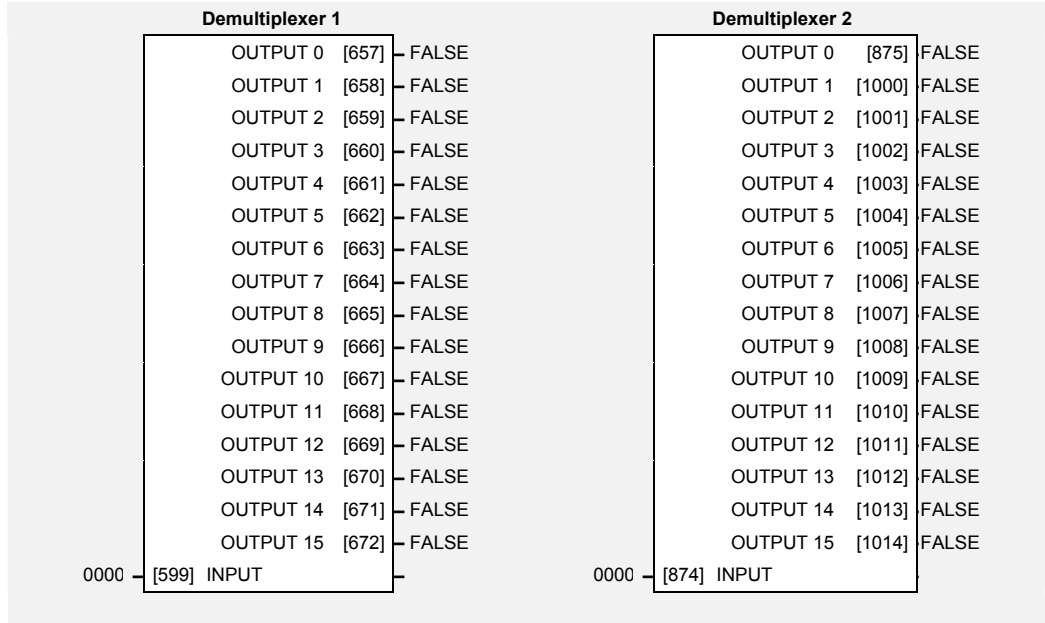 Demultiplexer 1
OUTPUT 0 [657] FALSE
OUTPUT 1 [658] FALSE
OUTPUT 2 [659] FALSE
OUTPUT 3 [660] FALSE
OUTPUT 4 [661] FALSE
OUTPUT 5 [662] FALSE
OUTPUT 6 [663] FALSE
OUTPUT 7 [664] FALSE
OUTPUT 8 [665] FALSE
OUTPUT 9 [666] FALSE
OUTPUT 10 [667] FALSE
OUTPUT 11 [668] FALSE
OUTPUT 12 [669] FALSE
OUTPUT 13 [670] FALSE
OUTPUT 14 [671] FALSE
OUTPUT 15 [672] FALSE
0000 [599] INPUT
Demultiplexer 2
OUTPUT 0 [875] FALSE
OUTPUT 1 [1000] FALSE
OUTPUT 2 [1001] FALSE
OUTPUT 3 [1002] FALSE
OUTPUT 4 [1003] FALSE
OUTPUT 5 [1004] FALSE
OUTPUT 6 [1005] FALSE
OUTPUT 7 [1006] FALSE
OUTPUT 8 [1007] FALSE
OUTPUT 9 [1008] FALSE
OUTPUT 10 [1009] FALSE
OUTPUT 11 [1010] FALSE
OUTPUT 12 [1011] FALSE
OUTPUT 13 [1012] FALSE
OUTPUT 14 [1013] FALSE
OUTPUT 15 [1014] FALSE
0000 [874] INPUT